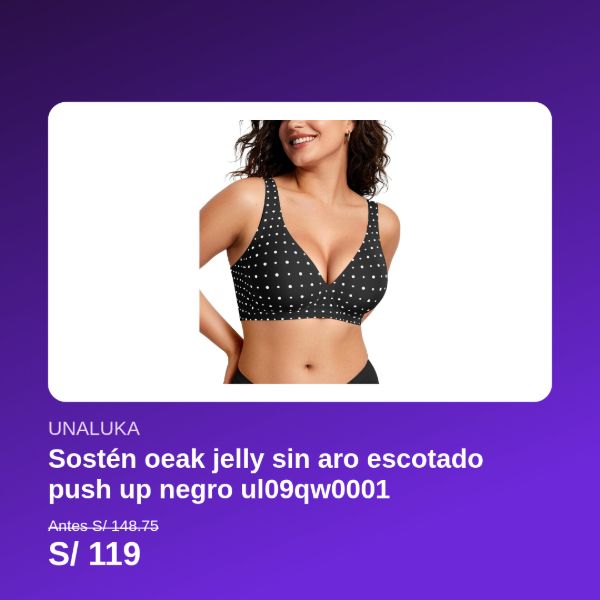 UNALUKA
Sostén oeak jelly sin aro escotado
push up negro ul09qw0001
Antes S/ 148.75
S/ 119